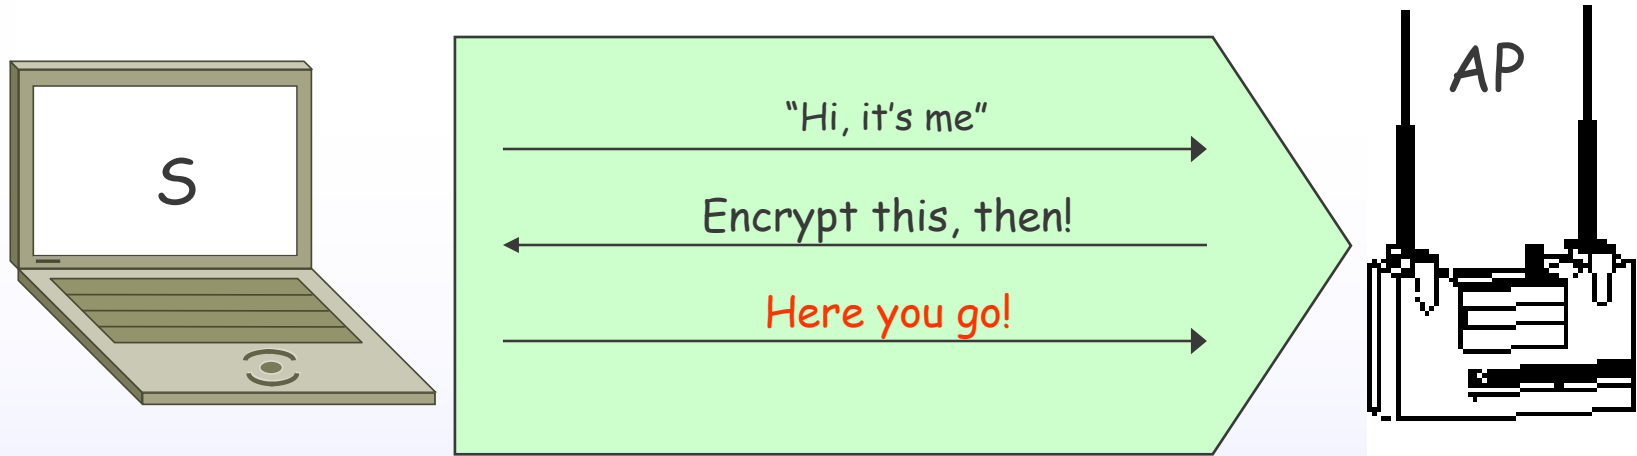 S
“Hi, it’s me”
Encrypt this, then!
Here you go!
AP